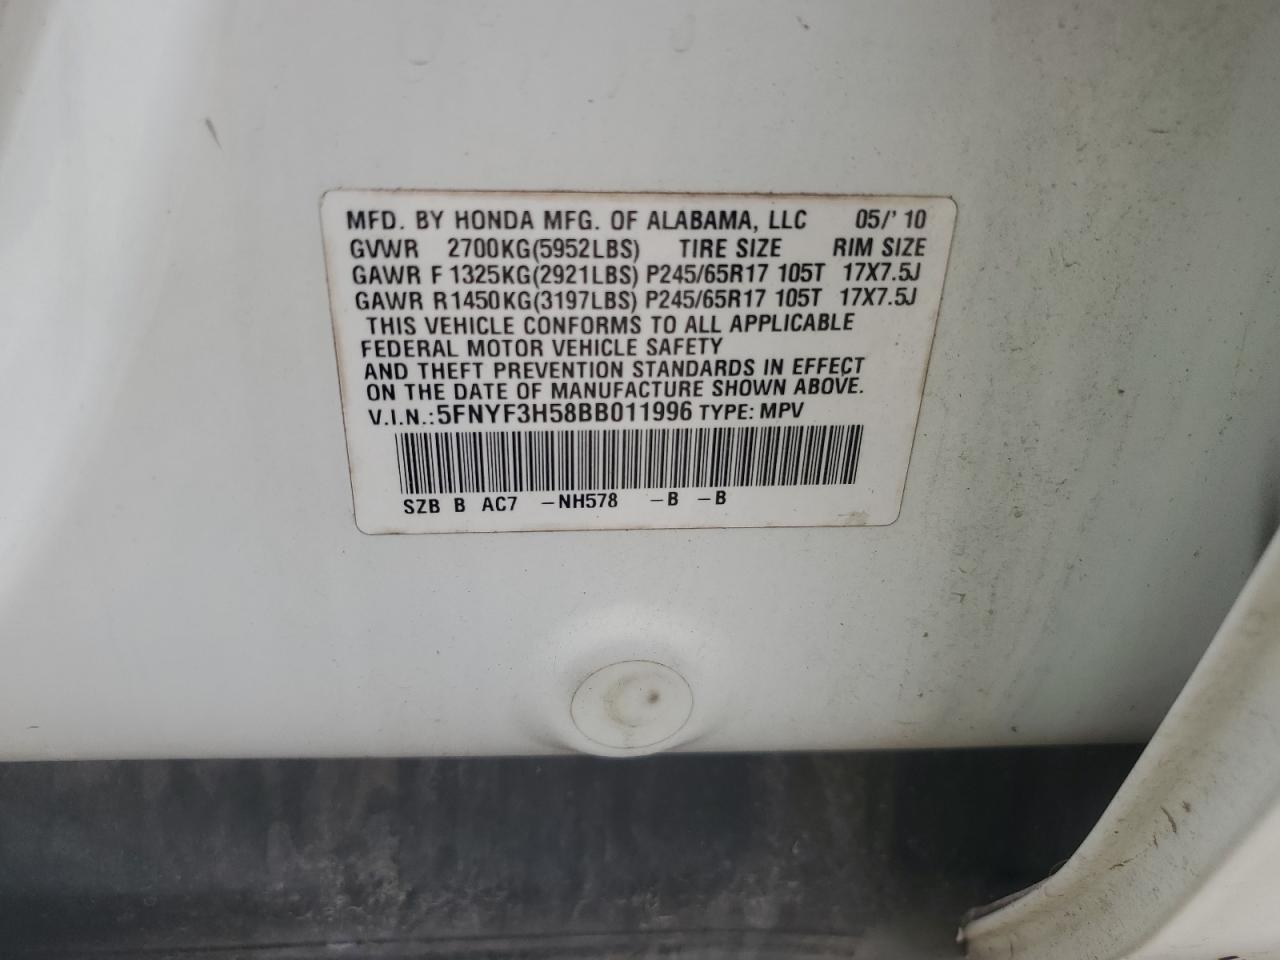 MFD. BY HONDA MFG. OF ALABAMA, LLC 05/'10
GVWR 2700KG(5952LBS) TIRE SIZE RIM SIZE
GAWR F 1325KG(2921LBS) P245/65R17 105T 17X7.5J
GAWR R1450KG(3197LBS) P245/65R17 105T 17X7.5J
THIS VEHICLE CONFORMS TO ALL APPLICABLE
FEDERAL MOTOR VEHICLE SAFETY
AND THEFT PREVENTION STANDARDS IN EFFECT
ON THE DATE OF MANUFACTURE SHOWN ABOVE.
V.I.N.:5FNYF3H58BB011996 TYPE: MPV
SZB B AC7 -NH578 -B -B